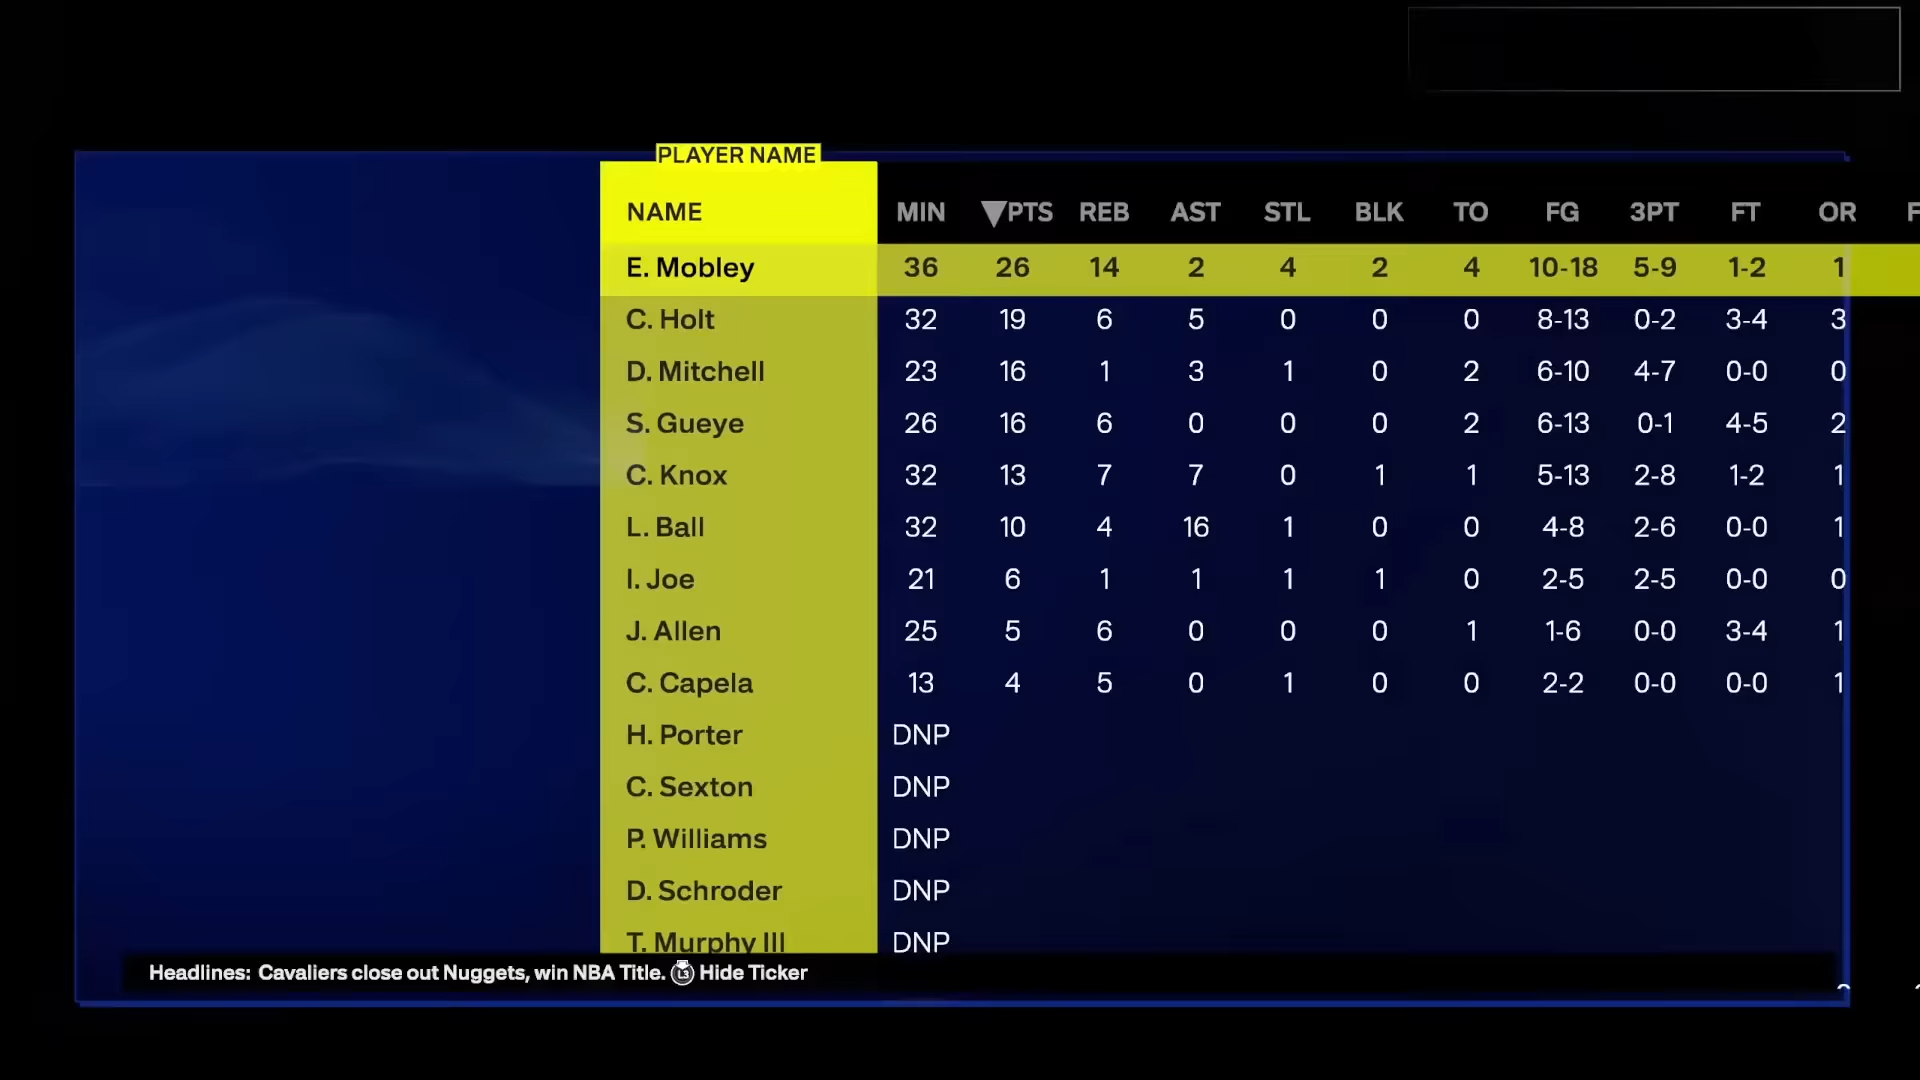 PLAYER NAME
NAME MIN ▼PTS REB AST STL BLK TO FG 3PT FT OR
E. Mobley 36 26 14 2 4 2 4 10-18 5-9 1-2 1
C. Holt 32 19 6 5 0 0 0 8-13 0-2 3-4 3
D. Mitchell 23 16 1 3 1 0 2 6-10 4-7 0-0 0
S. Gueye 26 16 6 0 0 0 2 6-13 0-1 4-5 2
C. Knox 32 13 7 7 0 1 1 5-13 2-8 1-2 1
L. Ball 32 10 4 16 1 0 0 4-8 2-6 0-0 1
I. Joe 21 6 1 1 1 1 0 2-5 2-5 0-0 0
J. Allen 25 5 6 0 0 0 1 1-6 0-0 3-4 1
C. Capela 13 4 5 0 1 0 0 2-2 0-0 0-0 1
H. Porter DNP
C. Sexton DNP
P. Williams DNP
D. Schroder DNP
T. Murphy III DNP
Headlines: Cavaliers close out Nuggets, win NBA Title. L3 Hide Ticker